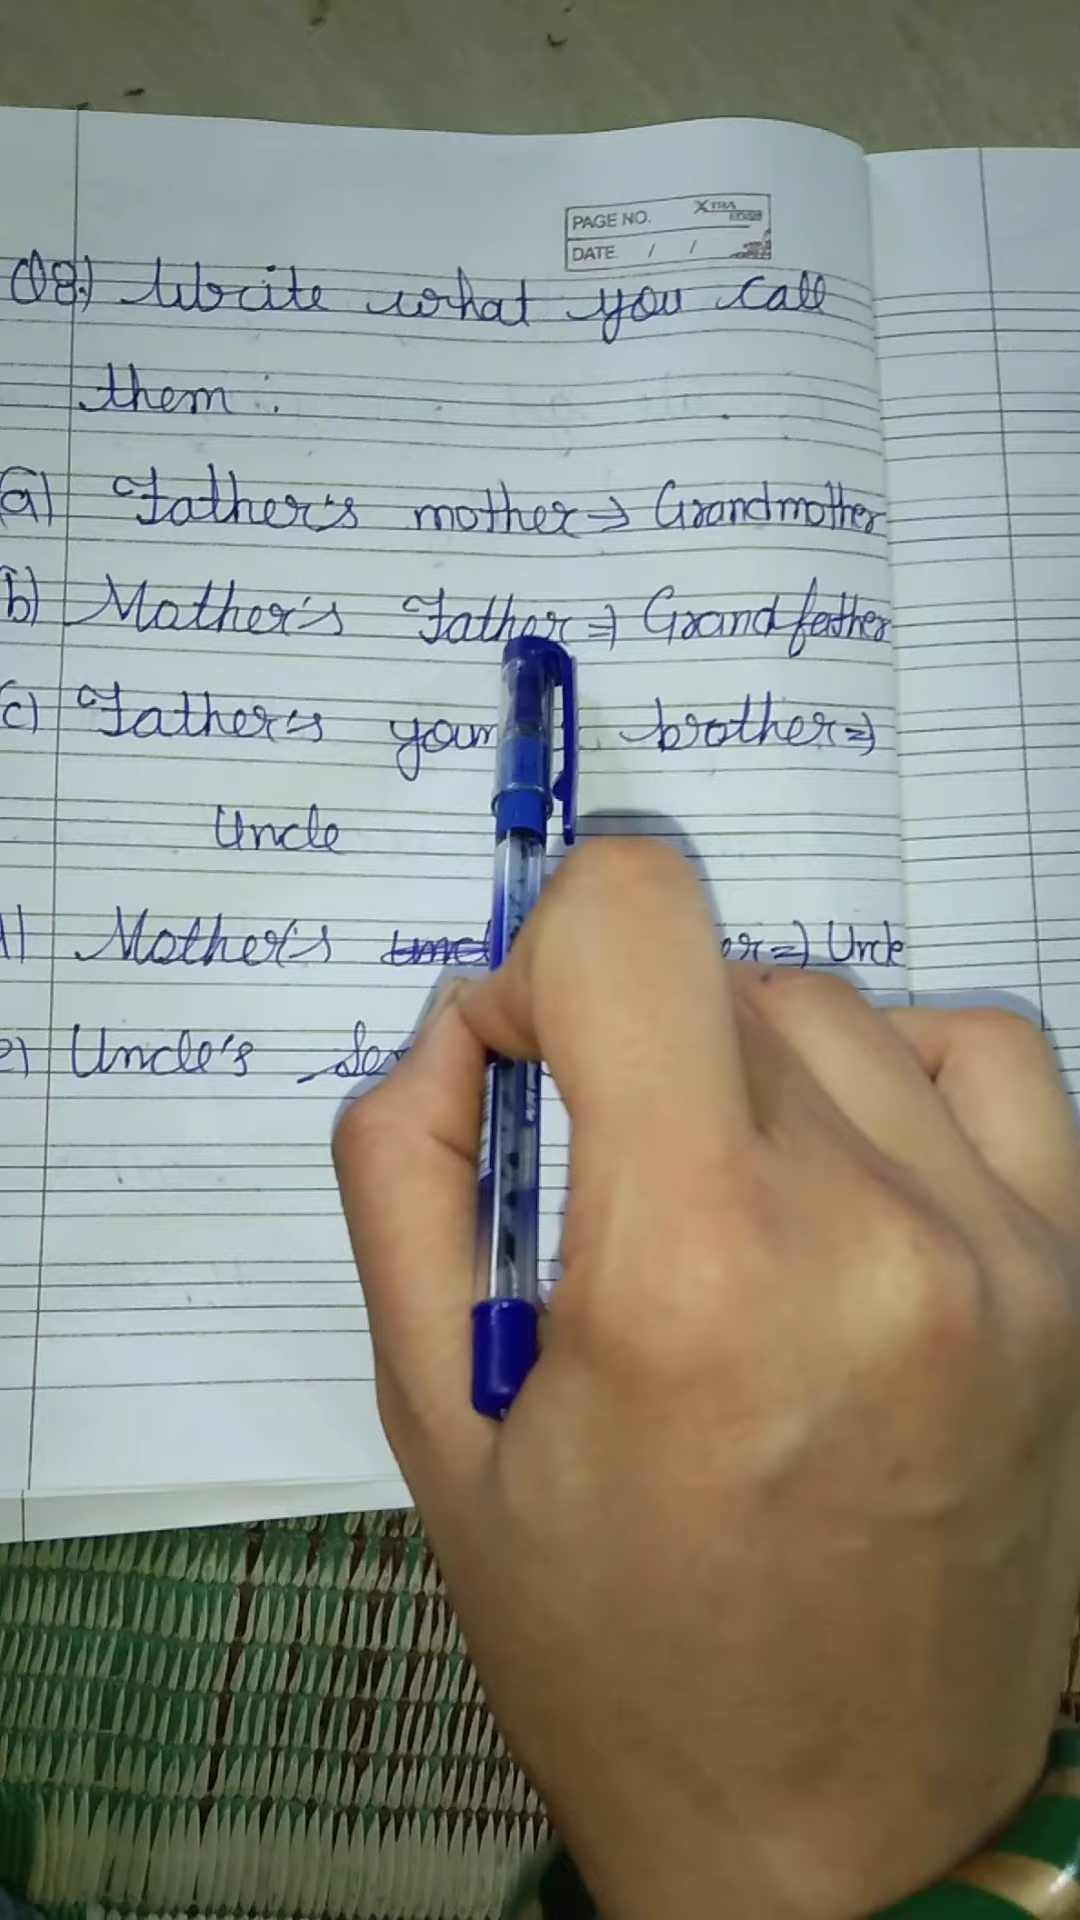 PAGE NO.
DATE / /
Q8.) Write what you call
them :
a) Father's mother => Grandmother
b) Mother's Father => Grandfather
c) Father's brother =>
Uncle
Mother's => Uncle
e) Uncle's